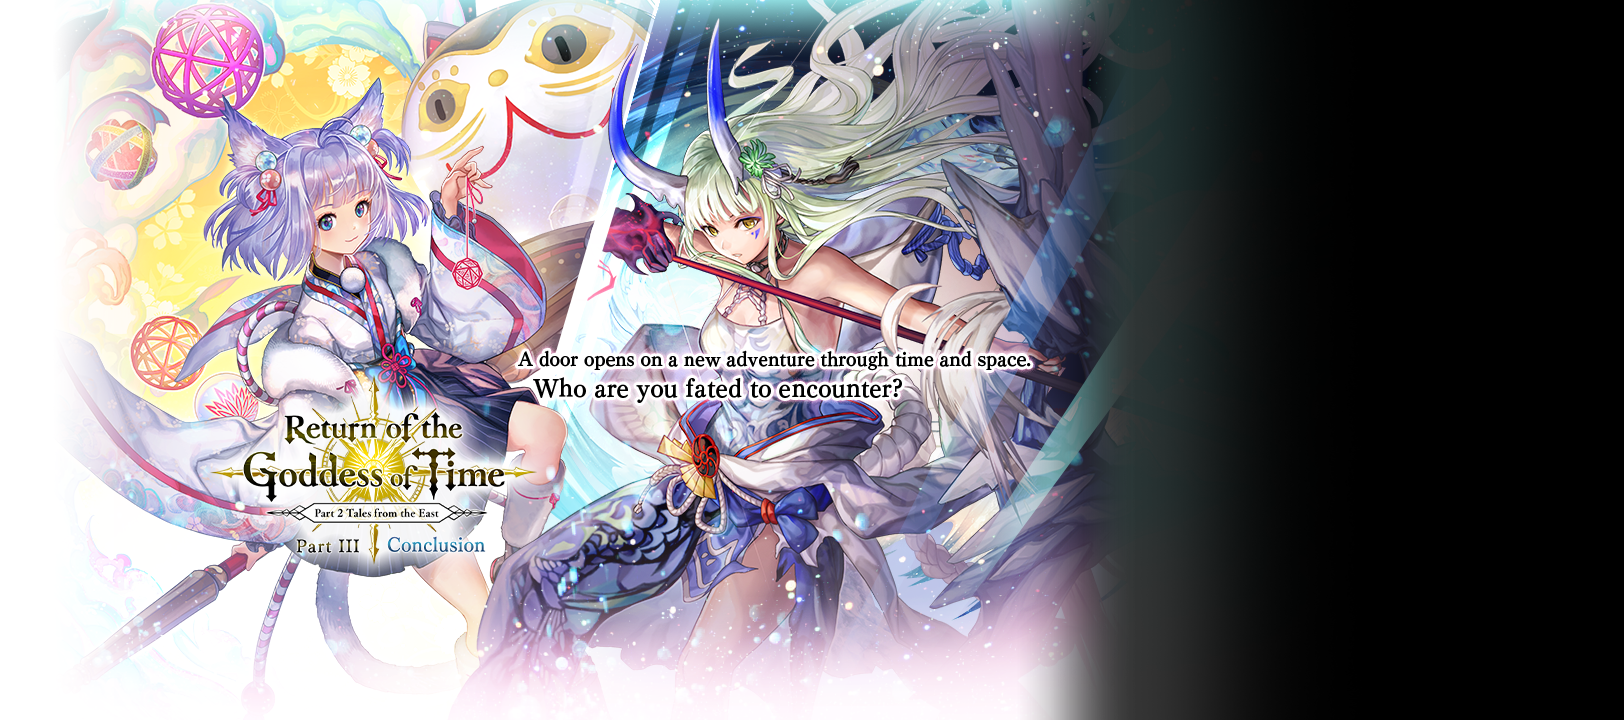 A door opens on a new adventure through time and space.
Who are you fated to encounter?
Return of the
Goddess of Time
Part 2 Tales from the East
Part III Conclusion